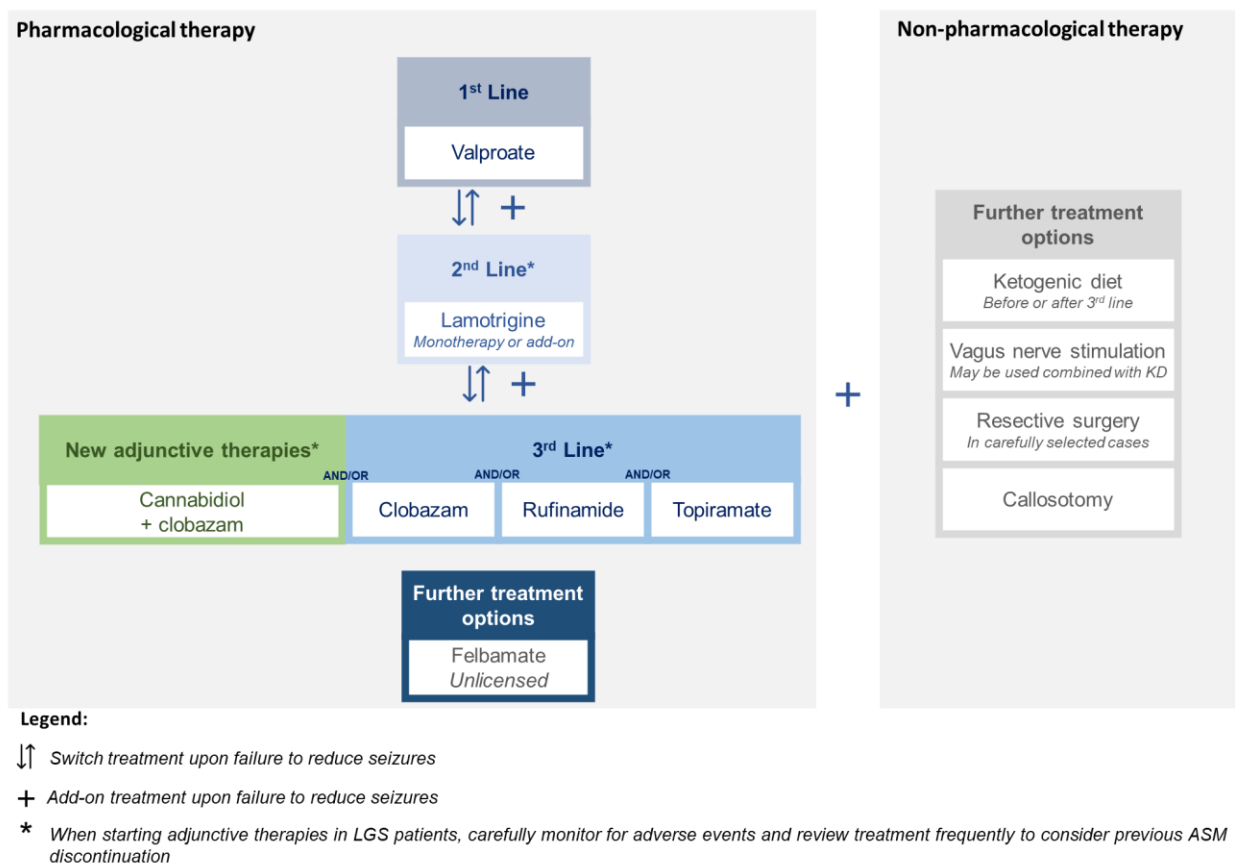 Pharmacological therapy
1st Line
Valproate
+
2nd Line*
Lamotrigine
Monotherapy or add-on
+
New adjunctive therapies*
Cannabidiol
+ clobazam
AND/OR
3rd Line*
Clobazam
AND/OR
Rufinamide
AND/OR
Topiramate
Further treatment
options
Felbamate
Unlicensed
+
Non-pharmacological therapy
Further treatment
options
Ketogenic diet
Before or after 3rd line
Vagus nerve stimulation
May be used combined with KD
Resective surgery
In carefully selected cases
Callosotomy
Legend:
⇃↾ Switch treatment upon failure to reduce seizures
+ Add-on treatment upon failure to reduce seizures
* When starting adjunctive therapies in LGS patients, carefully monitor for adverse events and review treatment frequently to consider previous ASM
discontinuation